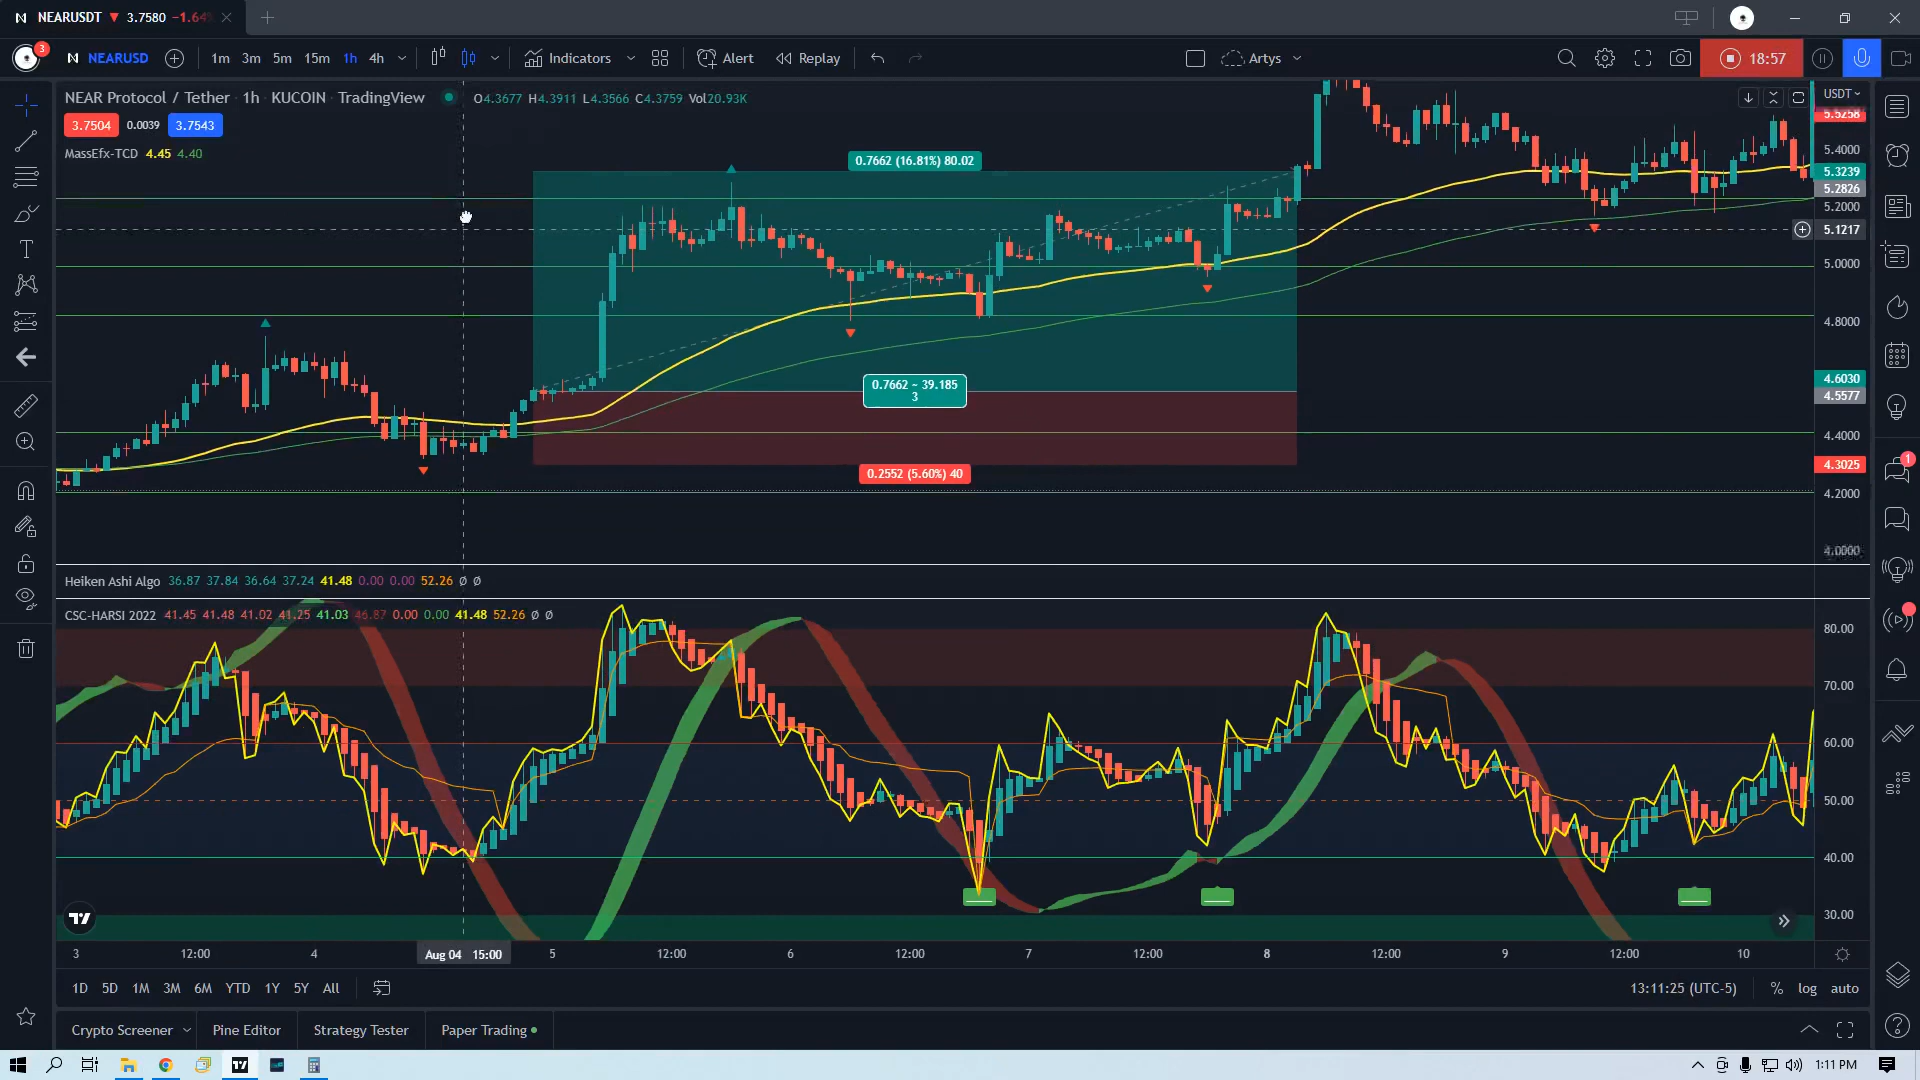 NEARUSDT ▼ 3.7580 −1.64%
3 NEARUSD 1m 3m 5m 15m 1h 4h Indicators Alert Replay Artys 18:57
NEAR Protocol / Tether · 1h · KUCOIN · TradingView O4.3677 H4.3911 L4.3566 C4.3759 Vol20.93K
USDT
3.7504 0.0039 3.7543
MassEfx-TCD 4.45 4.40
0.7662 (16.81%) 80.02
0.7662 ~ 39.185
3
0.2552 (5.60%) 40
5.5258
5.4000
5.3239
5.2826
5.2000
5.1217
5.0000
4.8000
4.6030
4.5577
4.4000
4.3025
4.2000
4.0000
1
Heiken Ashi Algo 36.87 37.84 36.64 37.24 41.48 0.00 0.00 52.26 Ø Ø
CSC-HARSI 2022 41.45 41.48 41.02 41.25 41.03 46.87 0.00 0.00 41.48 52.26 Ø Ø
80.00
70.00
60.00
50.00
40.00
30.00
3 12:00 4 Aug 04 15:00 5 12:00 6 12:00 7 12:00 8 12:00 9 12:00 10
1D 5D 1M 3M 6M YTD 1Y 5Y All 13:11:25 (UTC-5) % log auto
Crypto Screener Pine Editor Strategy Tester Paper Trading
1:11 PM